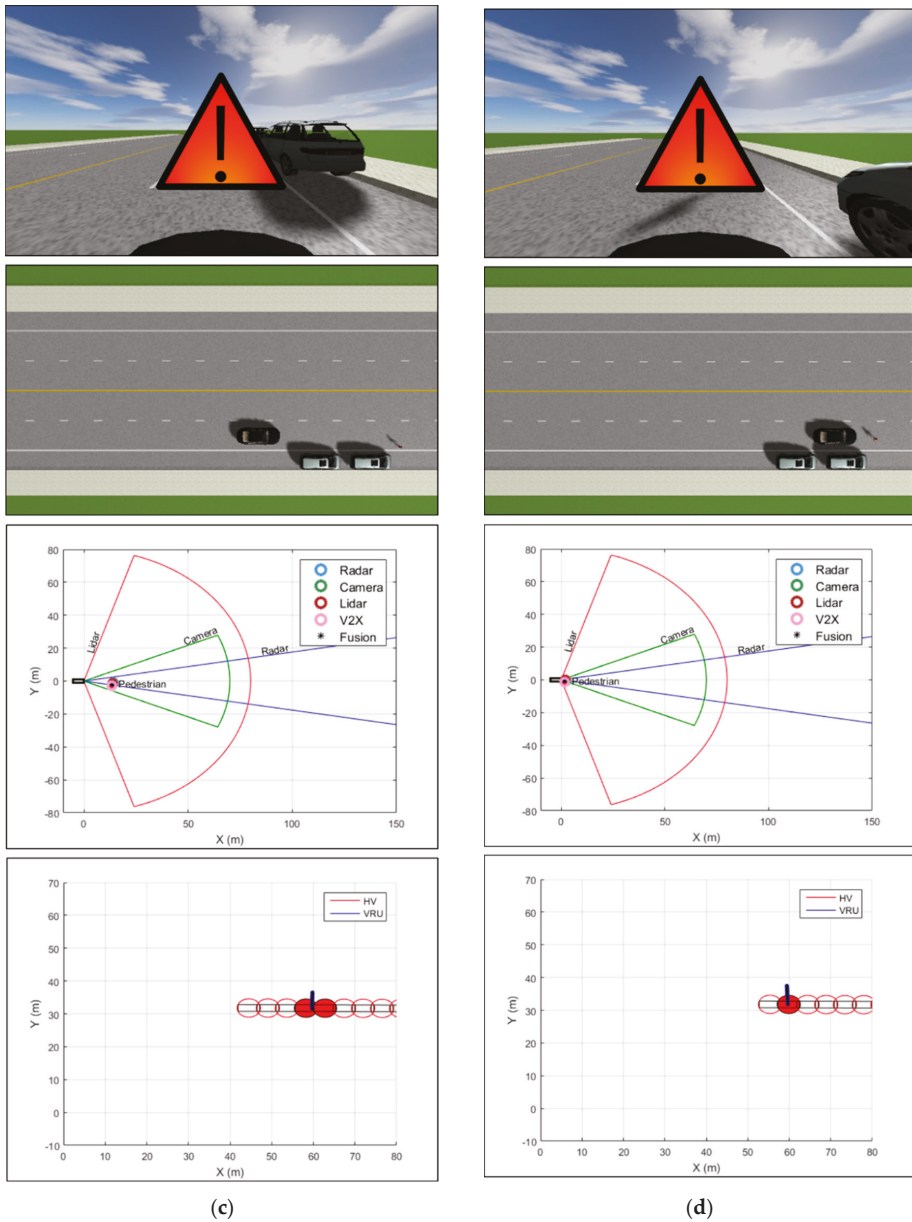 !
!
80
60
40
20
0
-20
-40
-60
-80
Y (m)
0
50
100
150
X (m)
Lidar
Camera
Radar
Pedestrian
Radar
Camera
Lidar
V2X
Fusion
80
60
40
20
0
-20
-40
-60
-80
Y (m)
0
50
100
150
X (m)
Lidar
Camera
Radar
Pedestrian
Radar
Camera
Lidar
V2X
Fusion
70
60
50
40
30
20
10
0
-10
Y (m)
0 10 20 30 40 50 60 70 80
X (m)
HV
VRU
70
60
50
40
30
20
10
0
-10
Y (m)
0 10 20 30 40 50 60 70 80
X (m)
HV
VRU
(c)
(d)